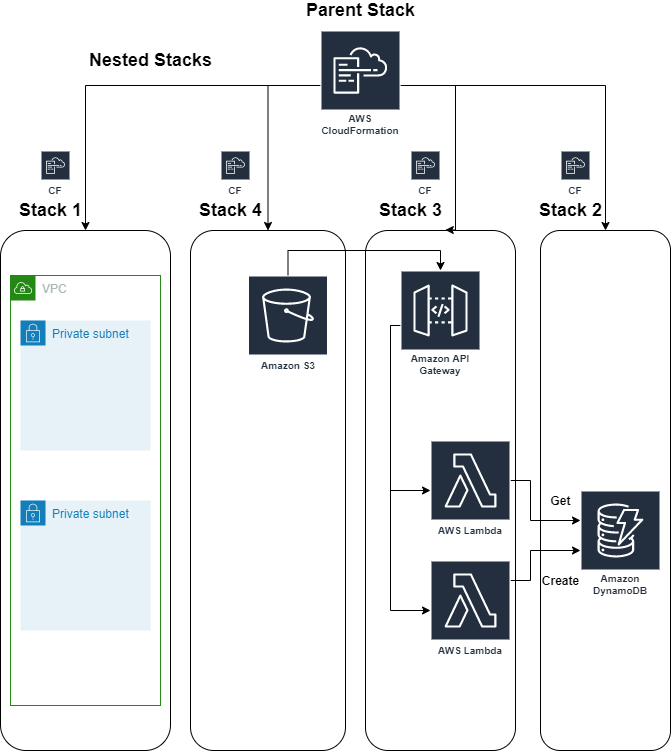 Parent Stack
Nested Stacks
AWS
CloudFormation
CF
CF
CF
CF
Stack 1
Stack 4
Stack 3
Stack 2
VPC
Private subnet
Amazon S3
Amazon API
Gateway
Private subnet
AWS Lambda
Get
Create
Amazon
DynamoDB
AWS Lambda